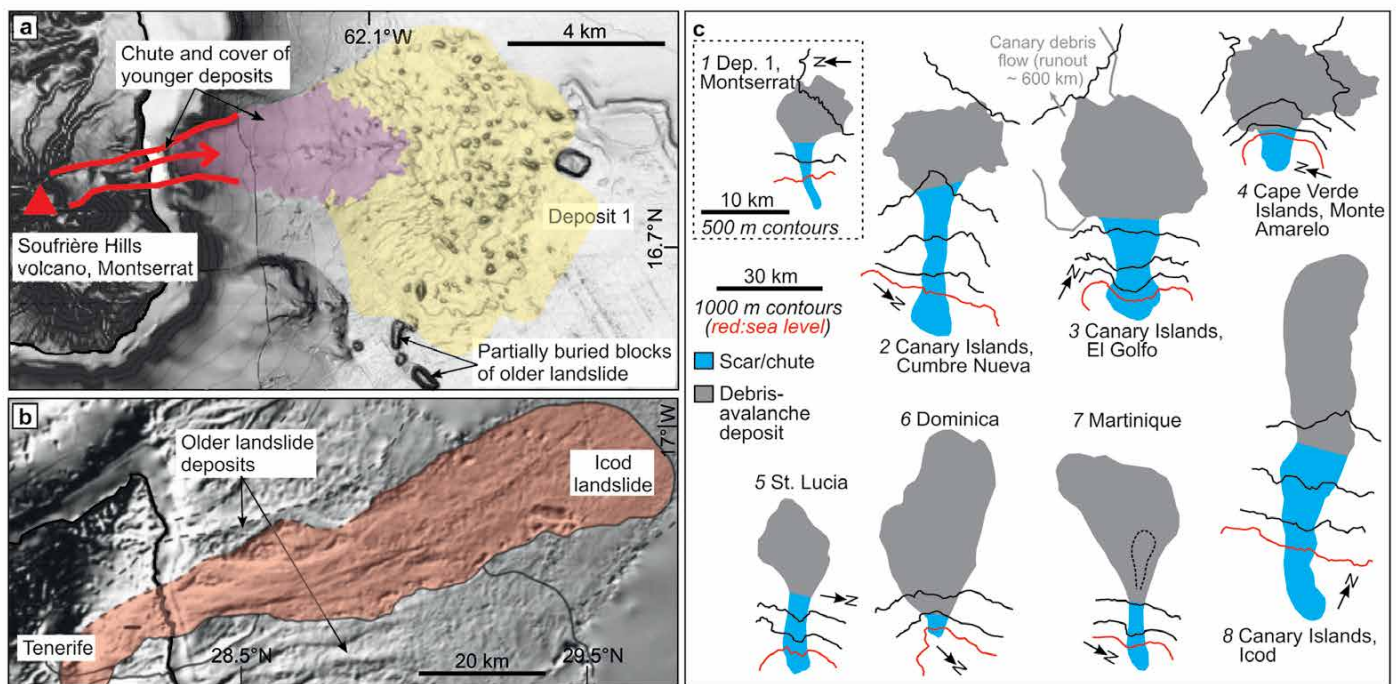 a
Chute and cover of
younger deposits
62.1°W
4 km
Deposit 1
16.7°N
Soufrière Hills
volcano, Montserrat
Partially buried blocks
of older landslide
b
Older landslide
deposits
Icod
landslide
17°W
Tenerife
28.5°N
20 km
29.5°N
c
1 Dep. 1,
Montserrat
N
10 km
500 m contours
30 km
1000 m contours
(red:sea level)
Scar/chute
Debris-
avalanche
deposit
Canary debris
flow (runout
~ 600 km)
N
2 Canary Islands,
Cumbre Nueva
N
3 Canary Islands,
El Golfo
N
4 Cape Verde
Islands, Monte
Amarelo
5 St. Lucia
N
6 Dominica
N
7 Martinique
N
8 Canary Islands,
Icod
N